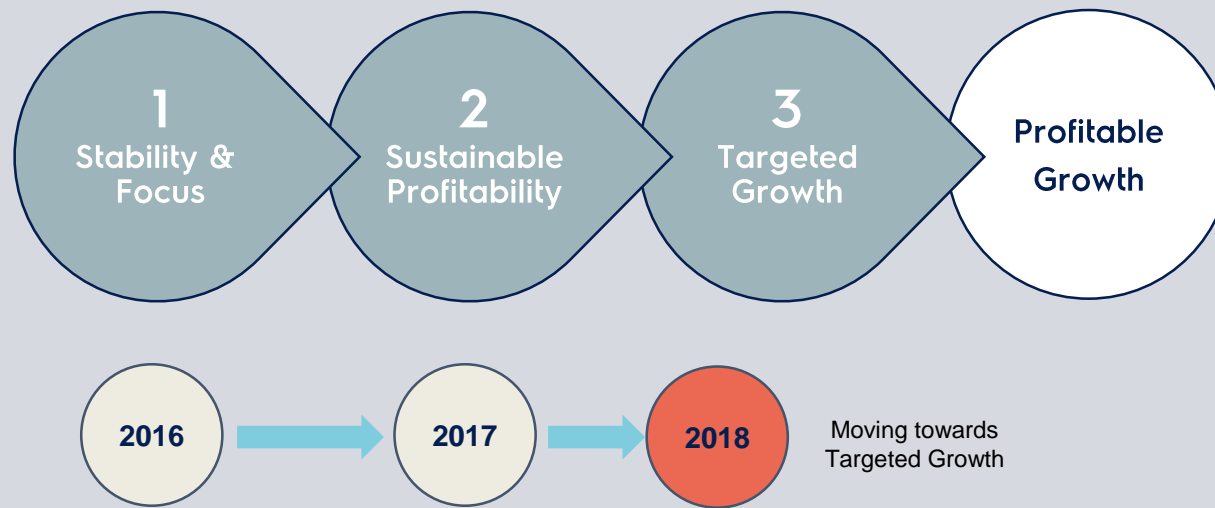 1
Stability &
Focus
2
Sustainable
Profitability
3
Targeted
Growth
Profitable
Growth
2016
2017
2018
Moving towards
Targeted Growth